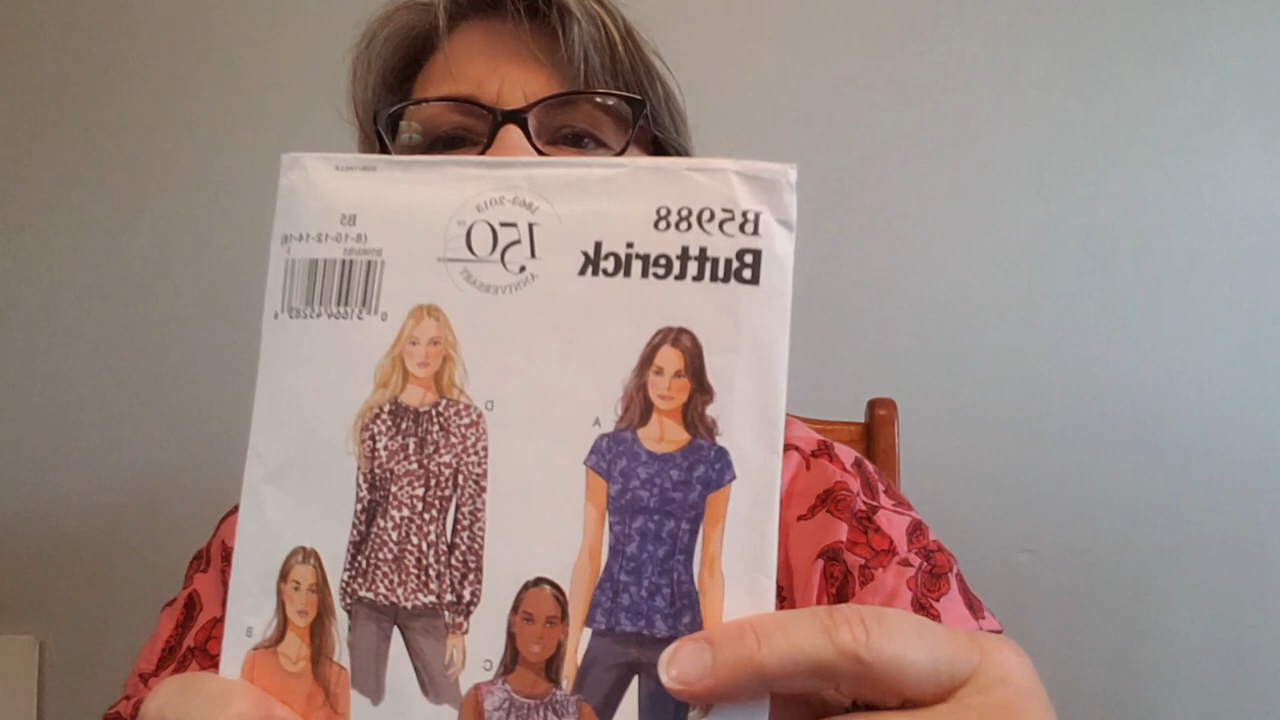 B5988
Butterick
1863-2013
150
ANNIVERSARY
B5
(8-10-12-14-16)
A
D
B
C